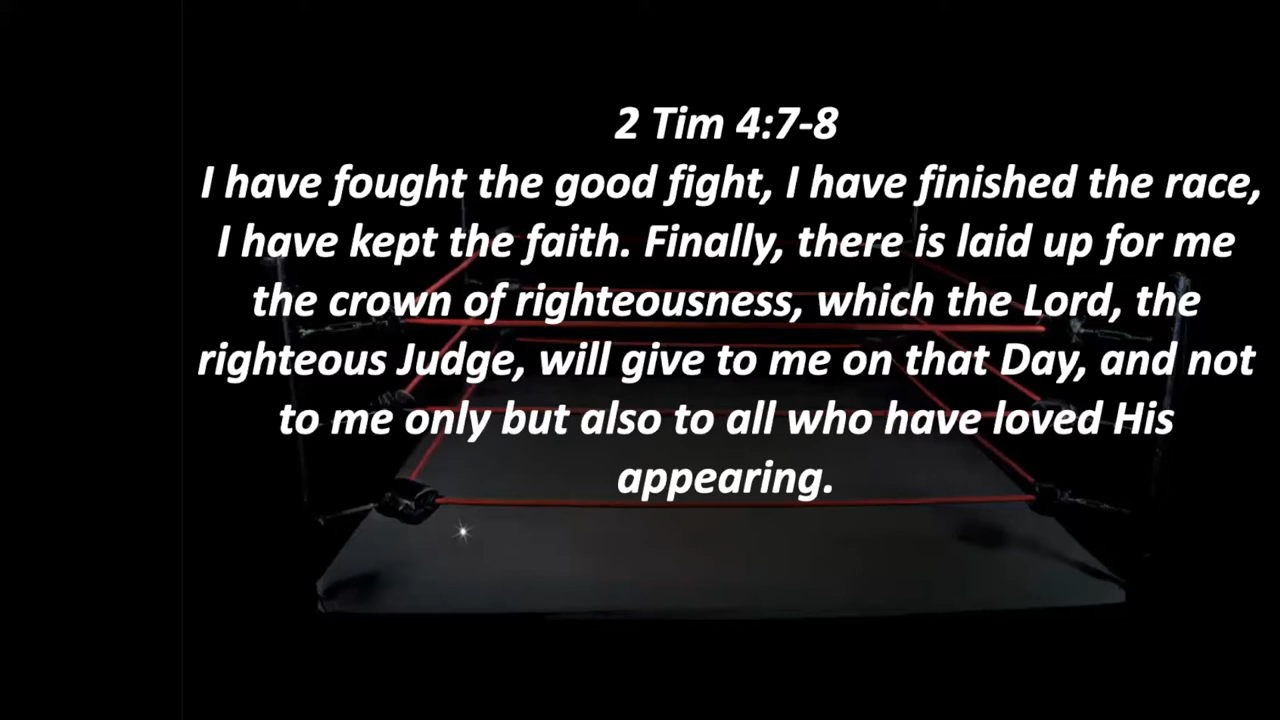 2 Tim 4:7-8
I have fought the good fight, I have finished the race,
I have kept the faith. Finally, there is laid up for me
the crown of righteousness, which the Lord, the
righteous Judge, will give to me on that Day, and not
to me only but also to all who have loved His
appearing.